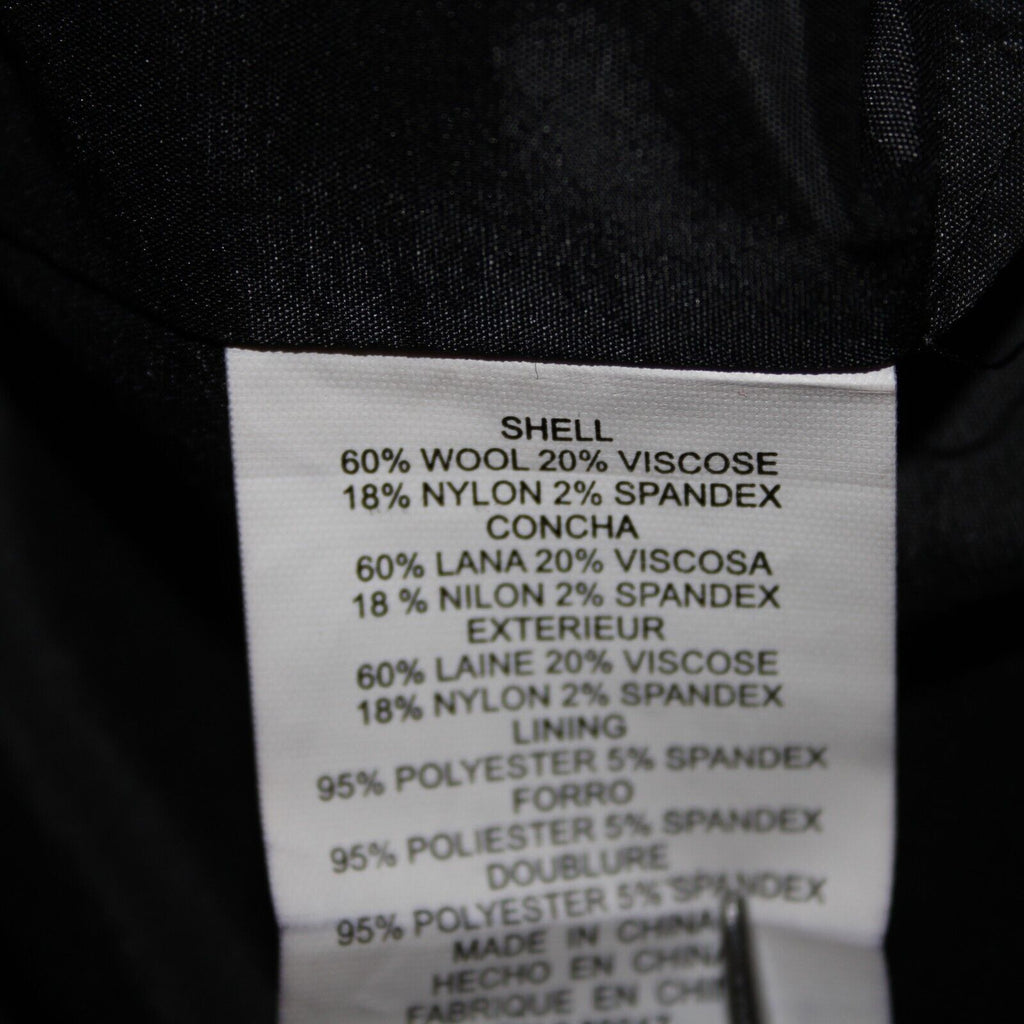 SHELL
60% WOOL 20% VISCOSE
18% NYLON 2% SPANDEX
CONCHA
60% LANA 20% VISCOSA
18 % NILON 2% SPANDEX
EXTERIEUR
60% LAINE 20% VISCOSE
18% NYLON 2% SPANDEX
LINING
95% POLYESTER 5% SPANDEX
FORRO
95% POLIESTER 5% SPANDEX
DOUBLURE
95% POLYESTER 5% SPANDEX
MADE IN CHINA
HECHO EN CHINA
FABRIQUE EN